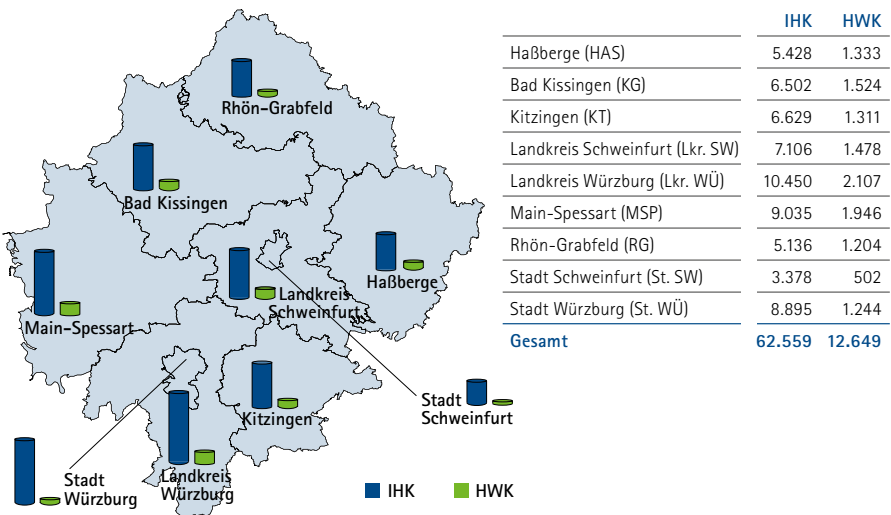 Rhön-Grabfeld
Bad Kissingen
Haßberge
Landkreis
Schweinfurt
Main-Spessart
Kitzingen
Stadt
Schweinfurt
Stadt
Würzburg
Landkreis
Würzburg
IHK HWK
IHK HWK
Haßberge (HAS) 5.428 1.333
Bad Kissingen (KG) 6.502 1.524
Kitzingen (KT) 6.629 1.311
Landkreis Schweinfurt (Lkr. SW) 7.106 1.478
Landkreis Würzburg (Lkr. WÜ) 10.450 2.107
Main-Spessart (MSP) 9.035 1.946
Rhön-Grabfeld (RG) 5.136 1.204
Stadt Schweinfurt (St. SW) 3.378 502
Stadt Würzburg (St. WÜ) 8.895 1.244
Gesamt 62.559 12.649